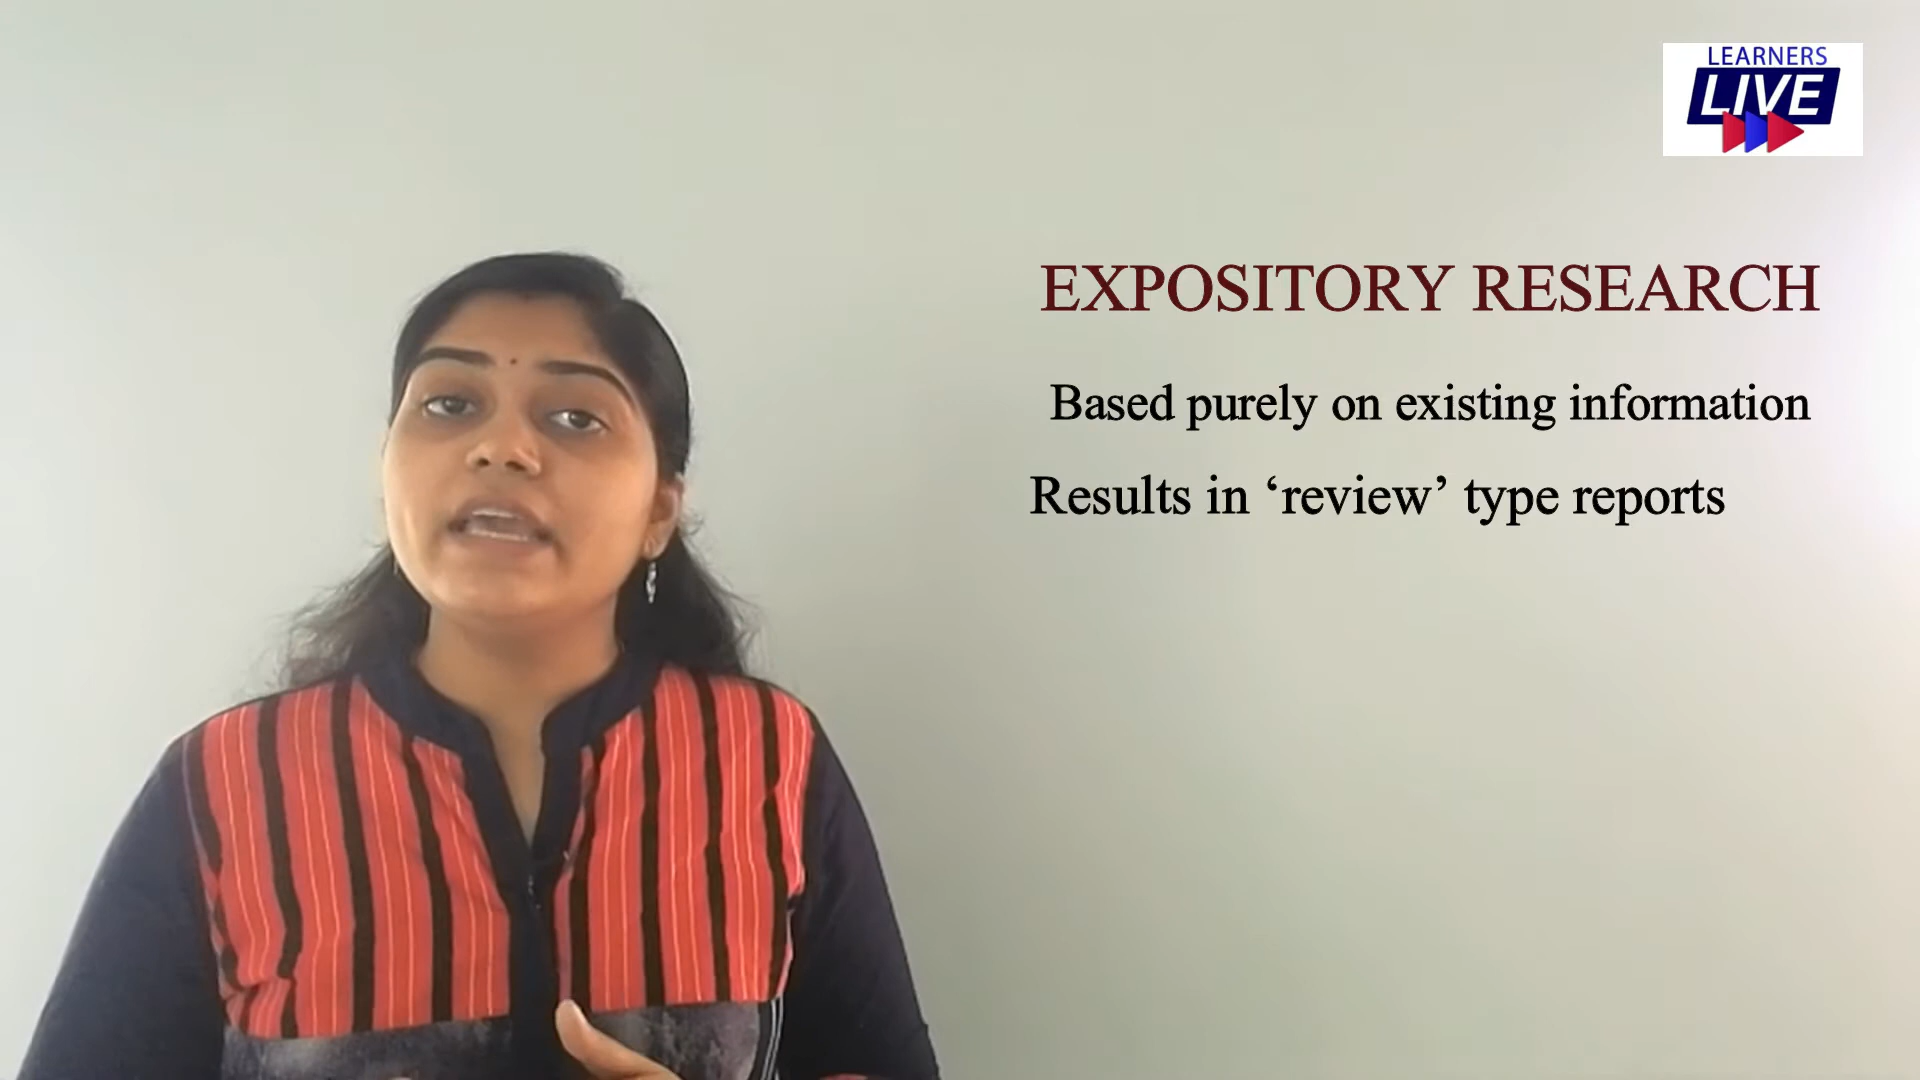 LEARNERS
LIVE
EXPOSITORY RESEARCH
Based purely on existing information
Results in ‘review’ type reports